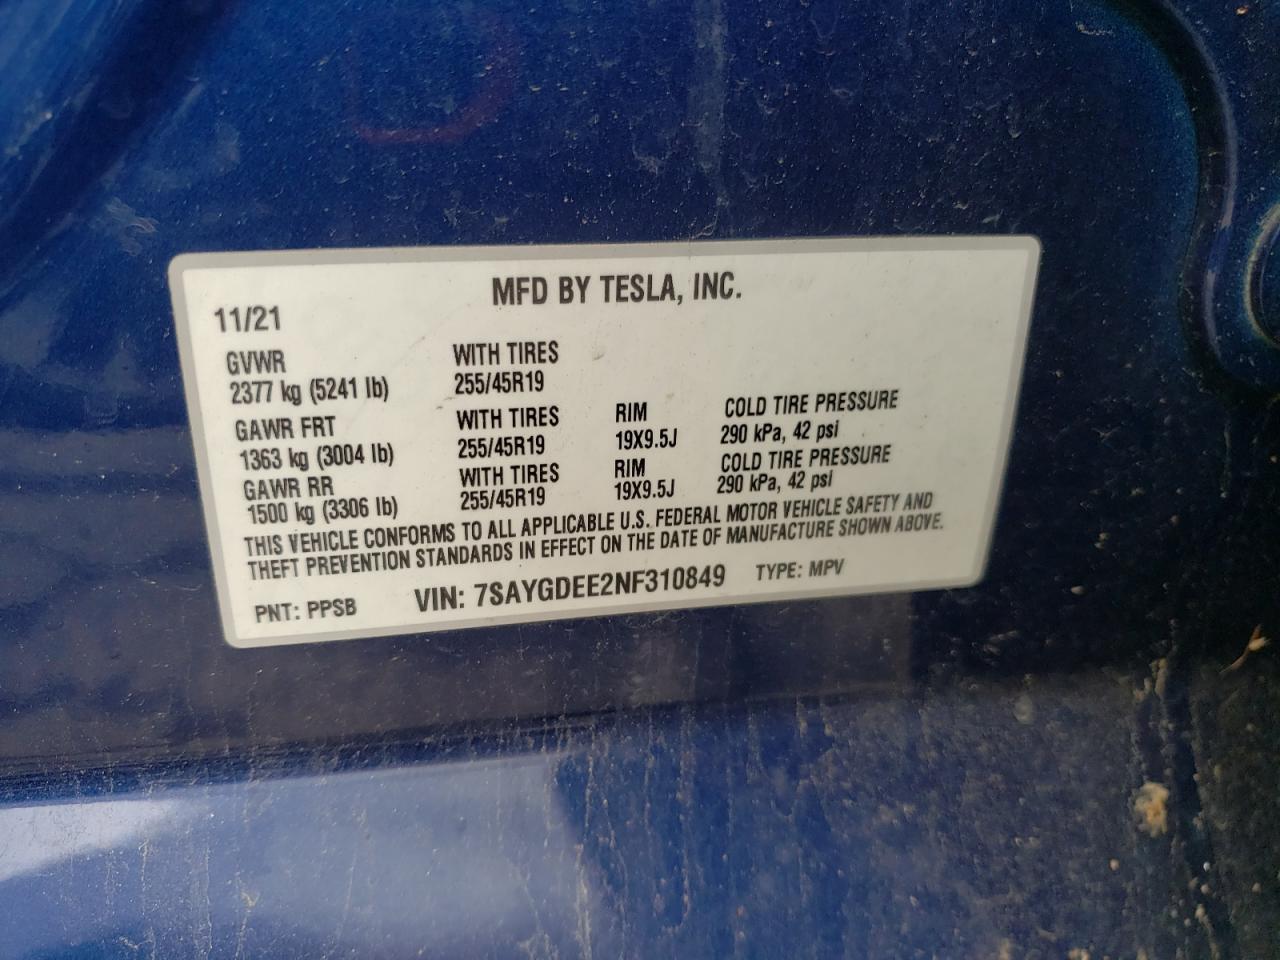 MFD BY TESLA, INC.
11/21
GVWR WITH TIRES
2377 kg (5241 lb) 255/45R19
GAWR FRT WITH TIRES RIM COLD TIRE PRESSURE
1363 kg (3004 lb) 255/45R19 19X9.5J 290 kPa, 42 psi
GAWR RR WITH TIRES RIM COLD TIRE PRESSURE
1500 kg (3306 lb) 255/45R19 19X9.5J 290 kPa, 42 psi
THIS VEHICLE CONFORMS TO ALL APPLICABLE U.S. FEDERAL MOTOR VEHICLE SAFETY AND
THEFT PREVENTION STANDARDS IN EFFECT ON THE DATE OF MANUFACTURE SHOWN ABOVE.
PNT: PPSB VIN: 7SAYGDEE2NF310849 TYPE: MPV